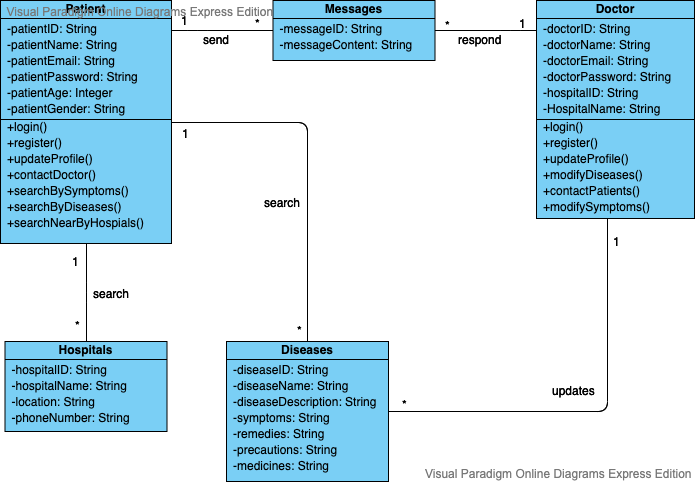 Visual Paradigm Online Diagrams Express Edition
Patient
-patientID: String
-patientName: String
-patientEmail: String
-patientPassword: String
-patientAge: Integer
-patientGender: String
+login()
+register()
+updateProfile()
+contactDoctor()
+searchBySymptoms()
+searchByDiseases()
+searchNearByHospials()
1
send
*
Messages
-messageID: String
-messageContent: String
*
respond
1
Doctor
-doctorID: String
-doctorName: String
-doctorEmail: String
-doctorPassword: String
-hospitalID: String
-HospitalName: String
+login()
+register()
+updateProfile()
+modifyDiseases()
+contactPatients()
+modifySymptoms()
1
search
*
1
search
*
1
updates
*
Hospitals
-hospitalID: String
-hospitalName: String
-location: String
-phoneNumber: String
Diseases
-diseaseID: String
-diseaseName: String
-diseaseDescription: String
-symptoms: String
-remedies: String
-precautions: String
-medicines: String
Visual Paradigm Online Diagrams Express Edition